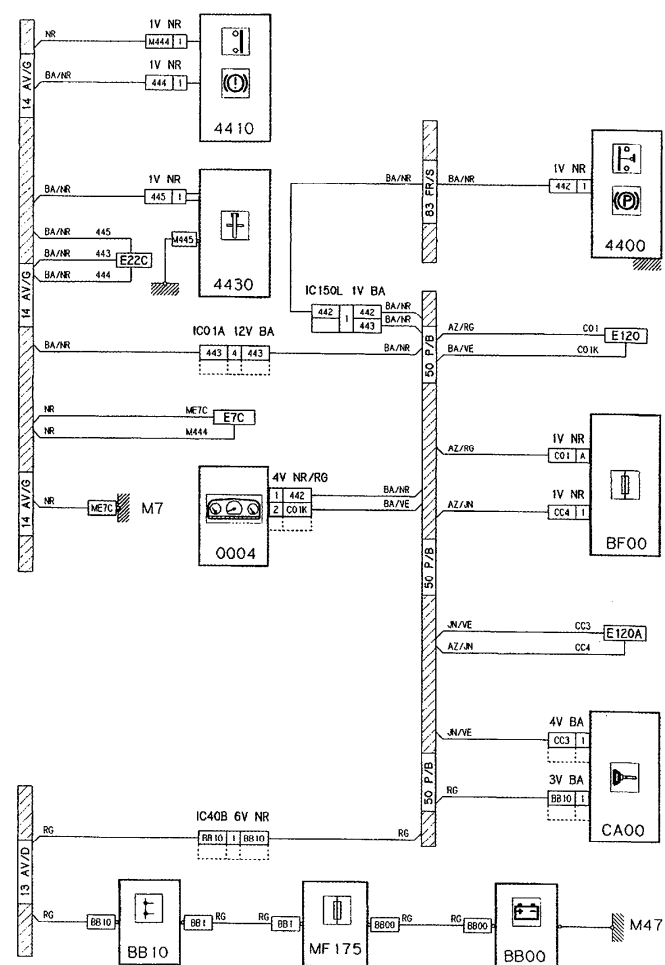 1V NR
NR M444 1
1V NR
BA/NR 444 1
4410
14 AV/G
1V NR
BA/NR 445 1
M445
4430
BA/NR 445
BA/NR 443 E22C
BA/NR 444
14 AV/G
IC01A 12V BA
BA/NR 443 4 443 BA/NR
NR ME7C E7C
NR M444
14 AV/G
NR ME7C M7
4V NR/RG
1 442 BA/NR
2 C01K BA/VE
0004
83 FR/S
BA/NR BA/NR
1V NR
442 1
P
4400
IC150L 1V BA
442 1 442 BA/NR
443 BA/NR
50 P/B
AZ/RG C01 E120
BA/VE C01K
1V NR
AZ/RG C01 A
1V NR
AZ/JN CC4 1
BF00
50 P/B
JN/VE CC3 E120A
AZ/JN CC4
4V BA
JN/VE CC3 1
3V BA
RG BB10 1
CA00
50 P/B
IC40B 6V NR
RG BB10 1 BB10 RG
13 AV/D
RG BB10 BB1 RG RG BB1 BB00 RG BB00 M47
BB10 MF175 BB00